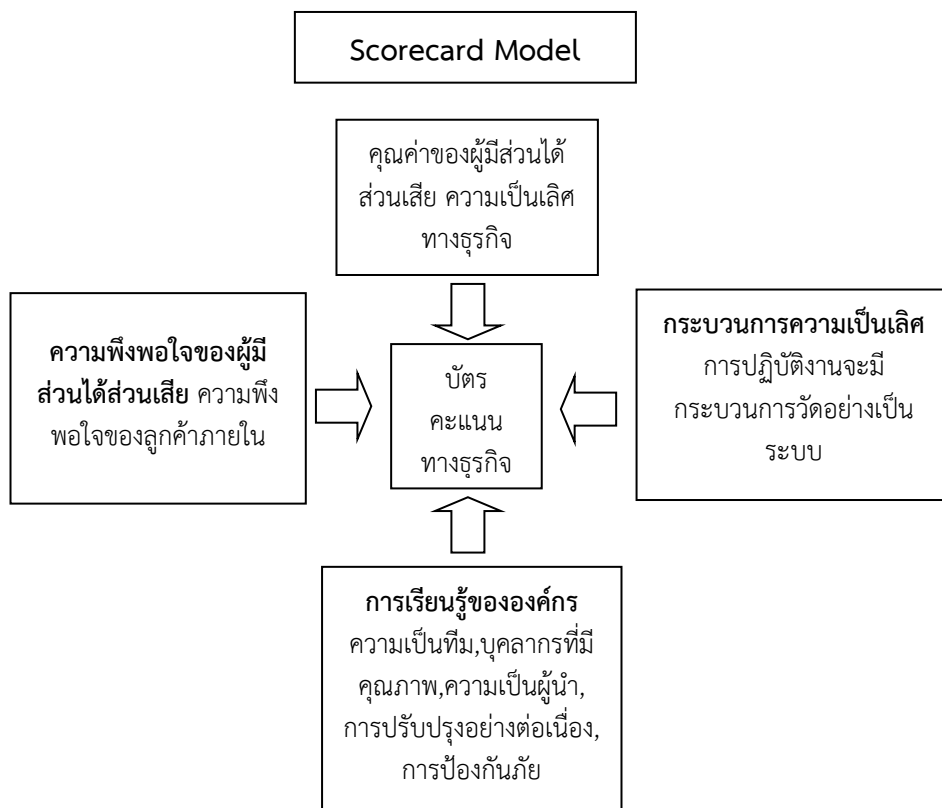 Scorecard Model
คุณค่าของผู้มีส่วนได้
ส่วนเสีย ความเป็นเลิศ
ทางธุรกิจ
ความพึงพอใจของผู้มี
ส่วนได้ส่วนเสีย ความพึง
พอใจของลูกค้าภายใน
บัตร
คะแนน
ทางธุรกิจ
กระบวนการความเป็นเลิศ
การปฏิบัติงานจะมี
กระบวนการวัดอย่างเป็น
ระบบ
การเรียนรู้ขององค์กร
ความเป็นทีม,บุคลากรที่มี
คุณภาพ,ความเป็นผู้นำ,
การปรับปรุงอย่างต่อเนื่อง,
การป้องกันภัย